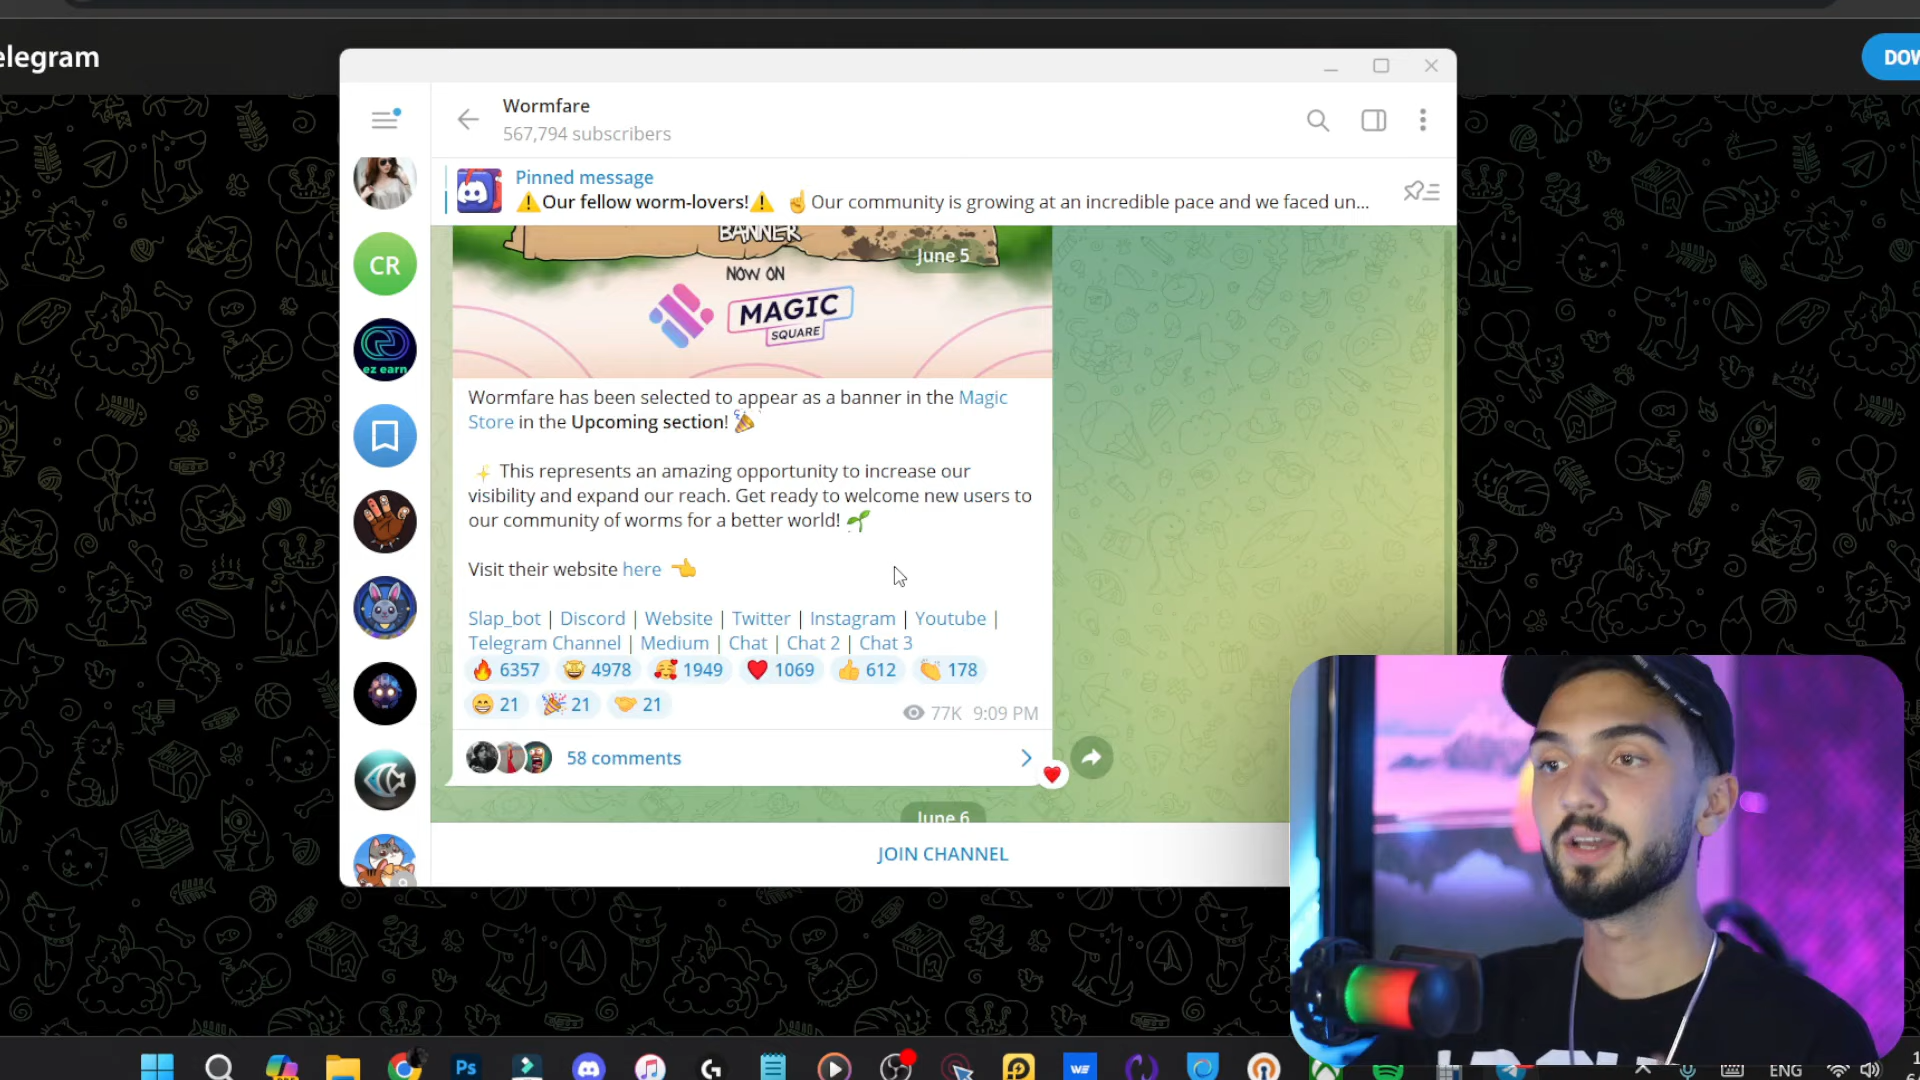 elegram
DOW
Wormfare
567,794 subscribers
Pinned message
⚠️Our fellow worm-lovers!⚠️ ☝️Our community is growing at an incredible pace and we faced un...
BANNER
June 5
NOW ON
MAGIC
SQUARE
CR
ez earn
Wormfare has been selected to appear as a banner in the Magic
Store in the Upcoming section! 🎉
✨ This represents an amazing opportunity to increase our
visibility and expand our reach. Get ready to welcome new users to
our community of worms for a better world! 🌱
Visit their website here 👈
Slap_bot | Discord | Website | Twitter | Instagram | Youtube |
Telegram Channel | Medium | Chat | Chat 2 | Chat 3
🔥 6357 🤩 4978 🥰 1949 ❤️ 1069 👍 612 👏 178
😁 21 🎉 21 🤝 21
77K 9:09 PM
58 comments
June 6
JOIN CHANNEL
Ps
WE
ENG